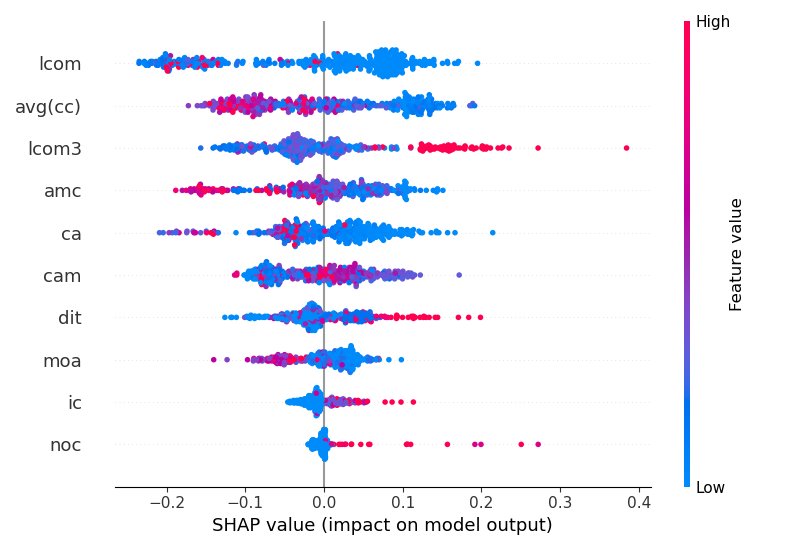 High
lcom
avg(cc)
lcom3
amc
ca
cam
dit
moa
ic
noc
Feature value
Low
−0.2 −0.1 0.0 0.1 0.2 0.3 0.4
SHAP value (impact on model output)